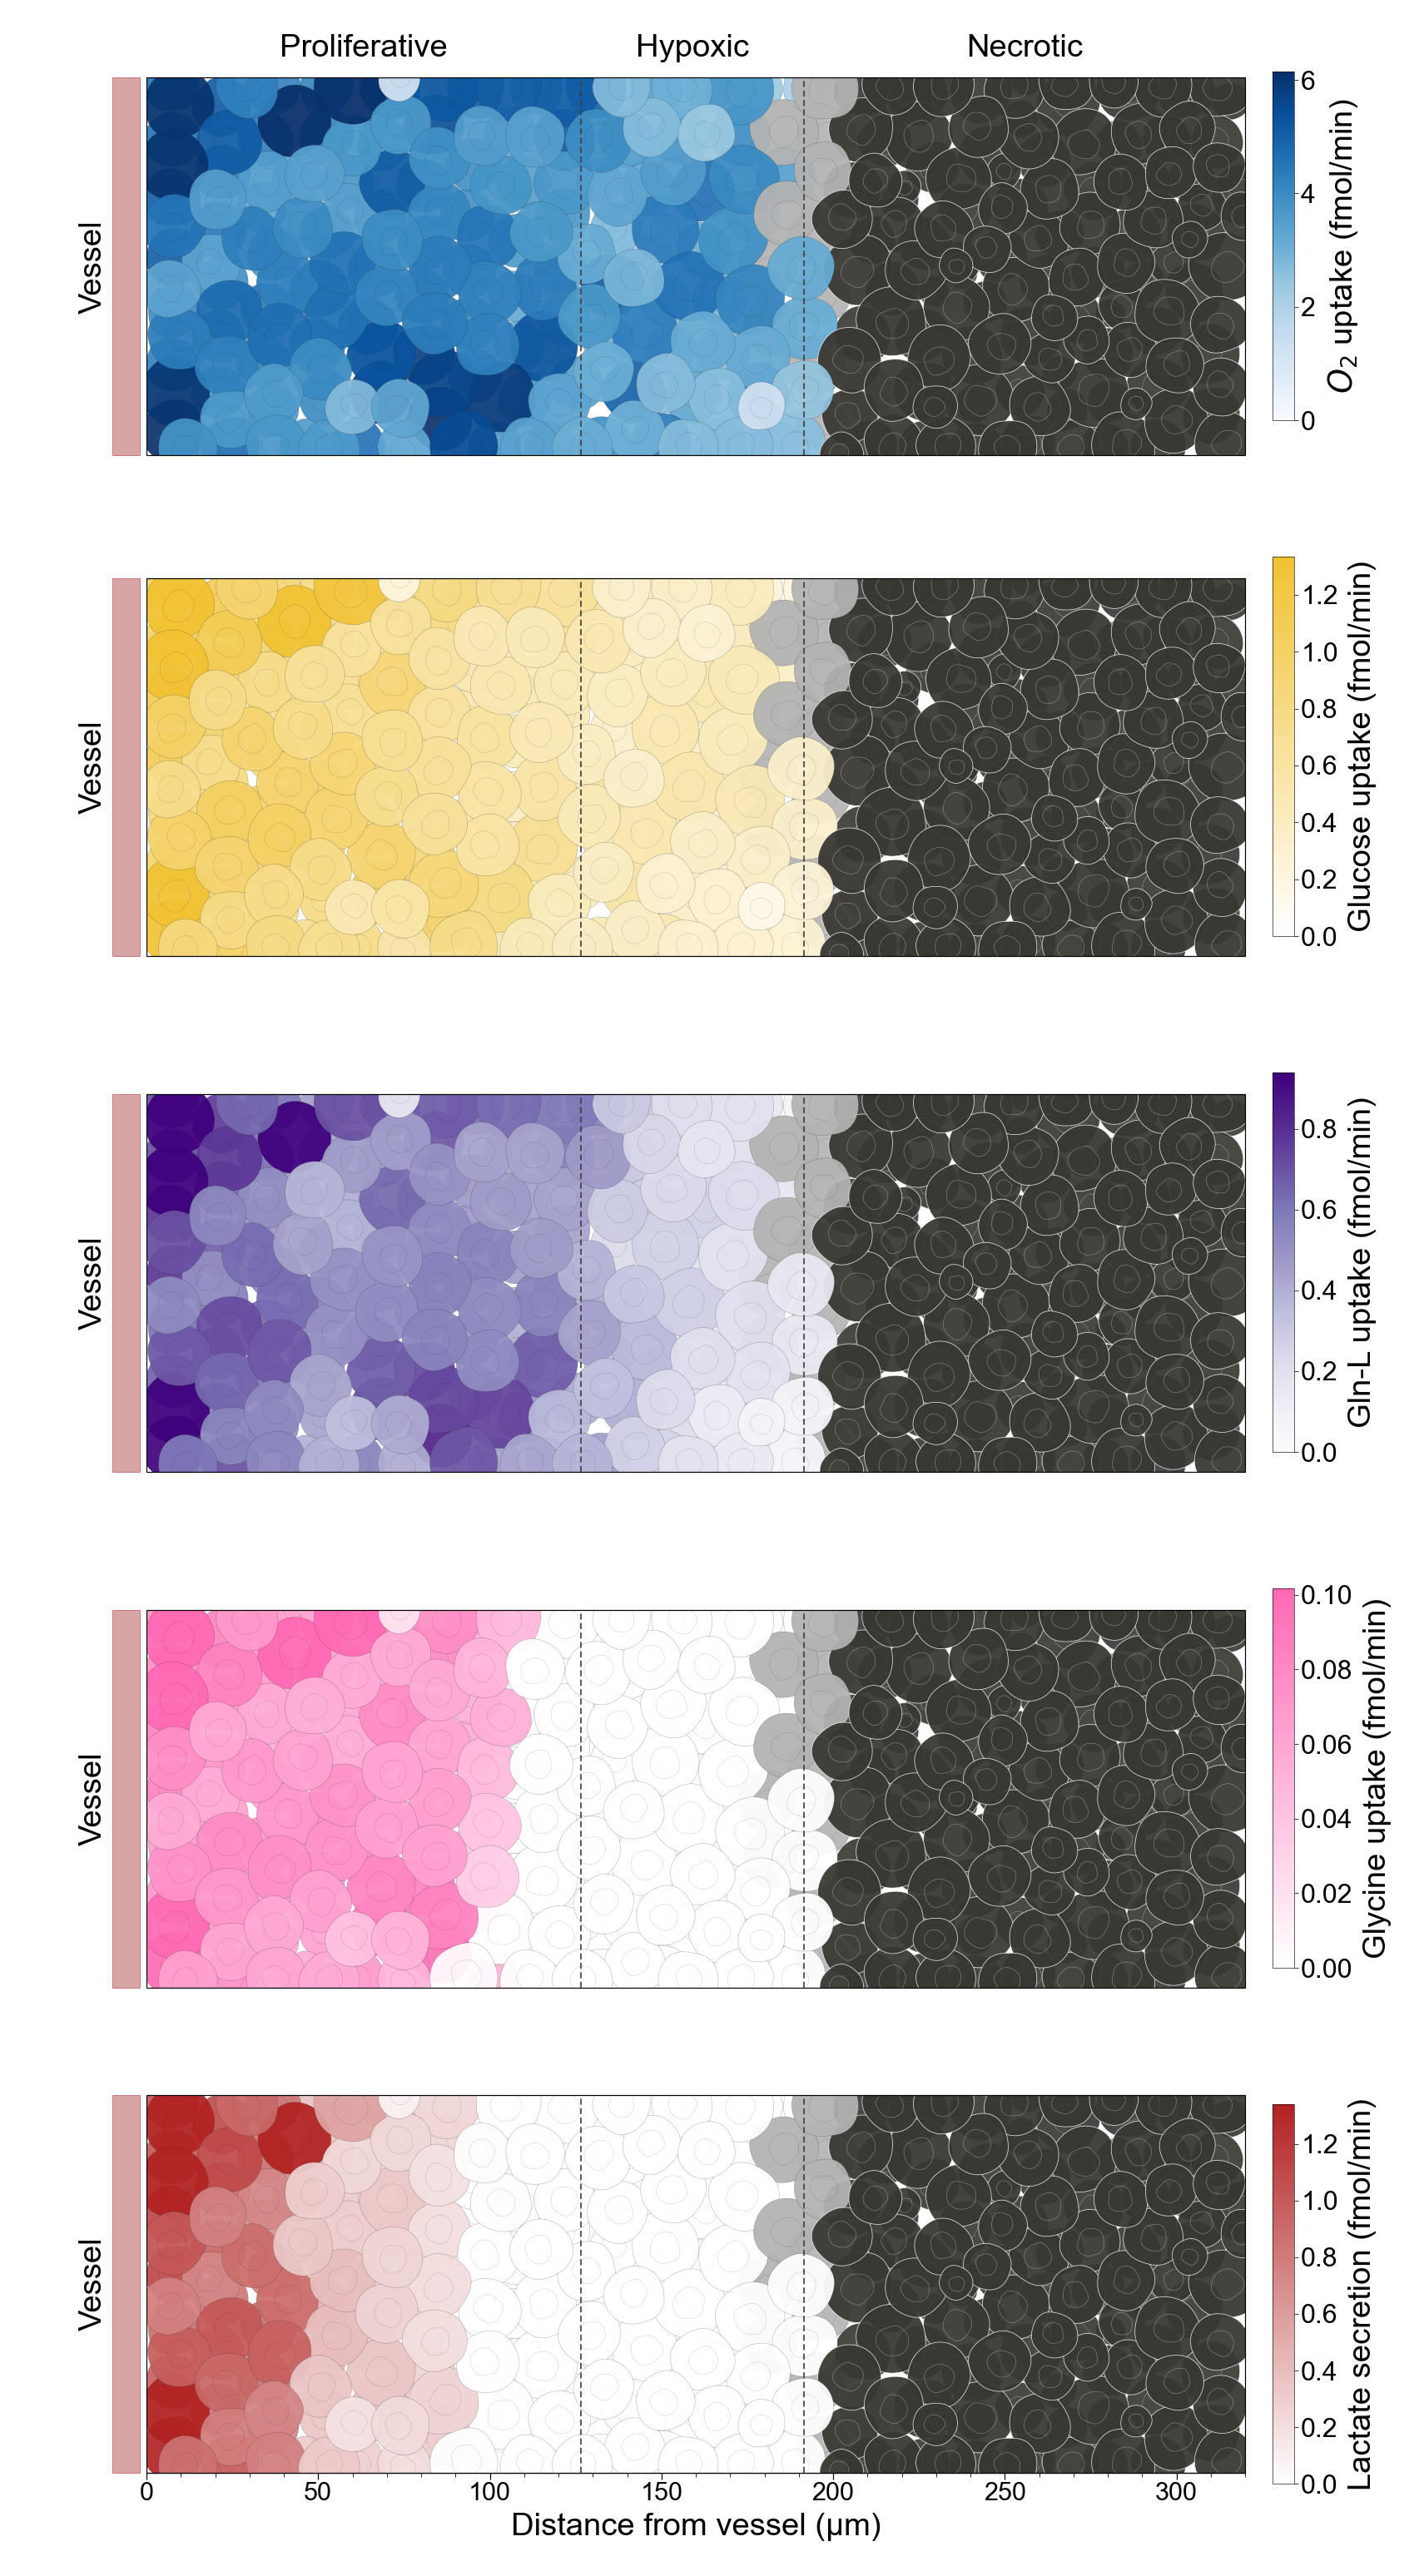 Proliferative Hypoxic Necrotic
Vessel
6
4
2
0
O2 uptake (fmol/min)
Vessel
1.2
1.0
0.8
0.6
0.4
0.2
0.0
Glucose uptake (fmol/min)
Vessel
0.8
0.6
0.4
0.2
0.0
Gln-L uptake (fmol/min)
Vessel
0.10
0.08
0.06
0.04
0.02
0.00
Glycine uptake (fmol/min)
Vessel
1.2
1.0
0.8
0.6
0.4
0.2
0.0
Lactate secretion (fmol/min)
0 50 100 150 200 250 300
Distance from vessel (µm)